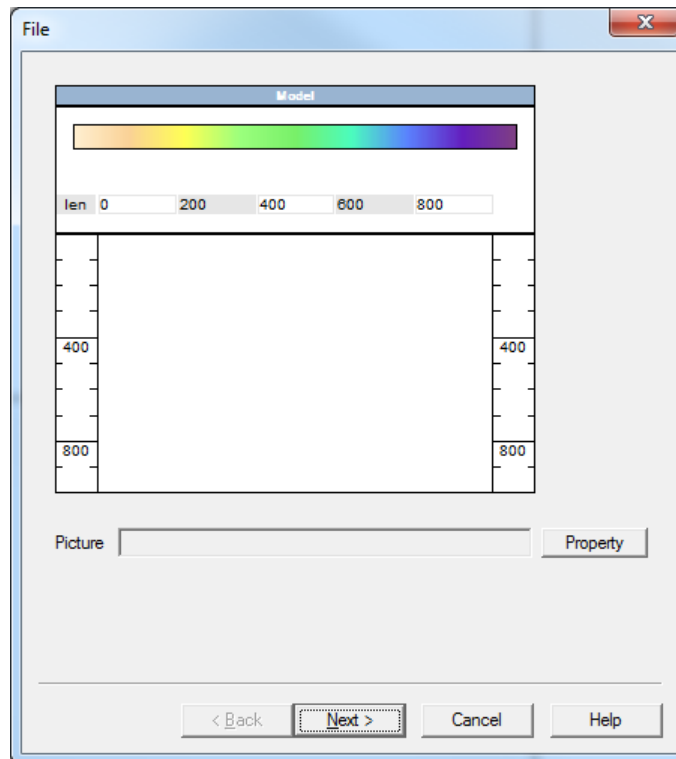 File
Model
len 0 200 400 600 800
400 400
800 800
Picture Property
< Back Next > Cancel Help